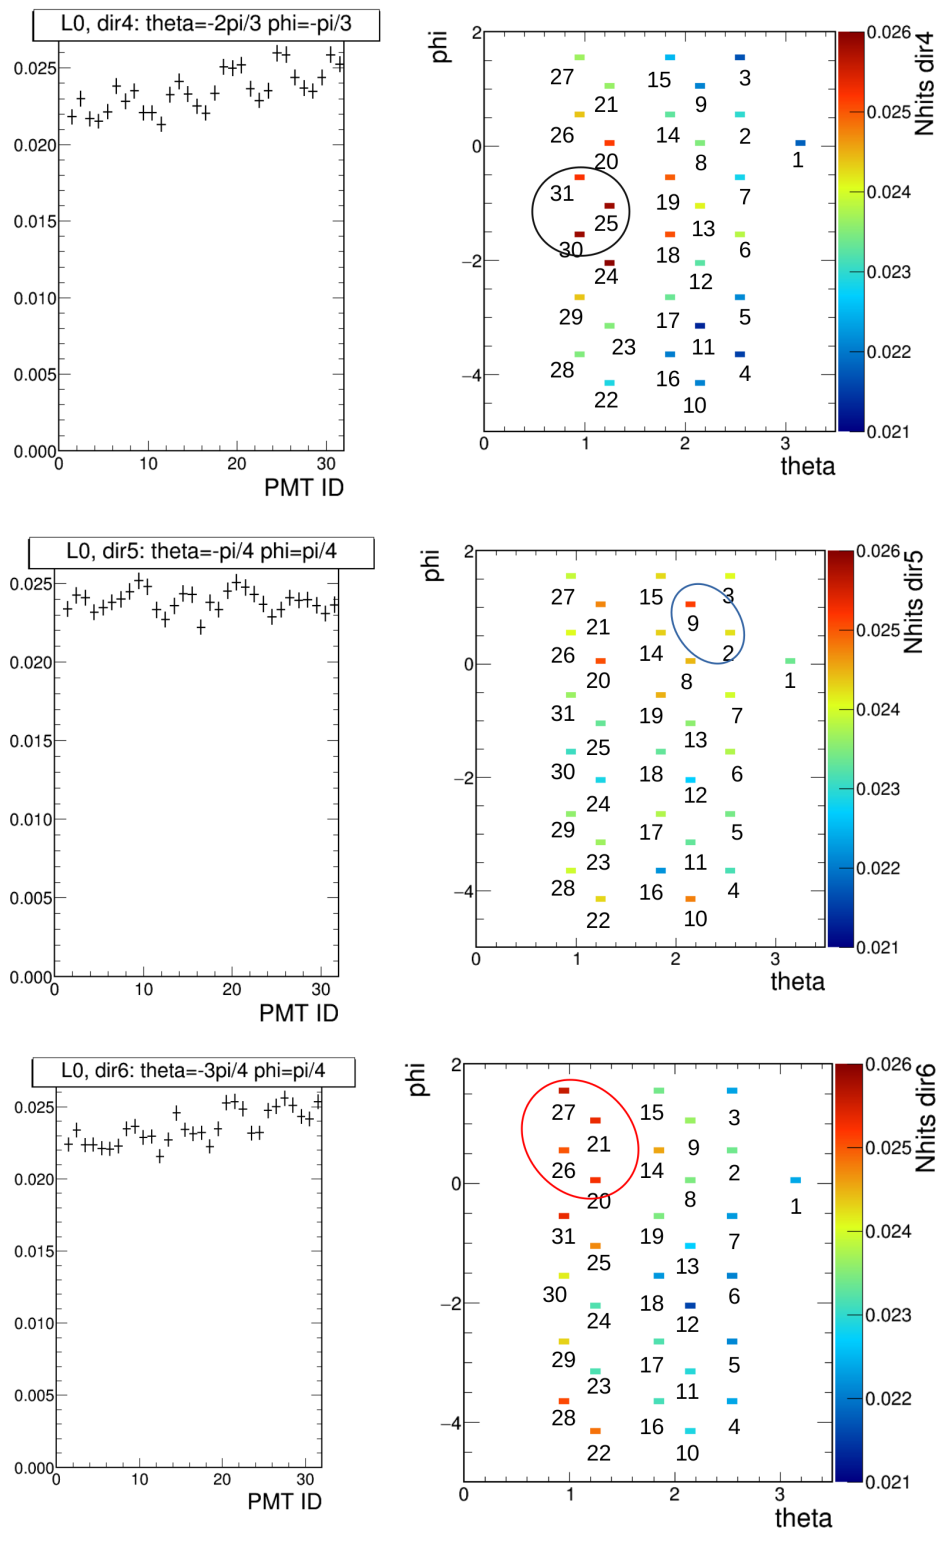 L0, dir4: theta=-2pi/3 phi=-pi/3
0.025
0.020
0.015
0.010
0.005
0.000
0 10 20 30
PMT ID
phi
2
0
−2
−4
27 15 3
21 9
26 14 2
20 8 1
31 19 7
25 13
30 18 6
24 12
29 17 5
23 11
28 16 4
22 10
0 1 2 3
theta
0.026
0.025
0.024
0.023
0.022
0.021
Nhits dir4
L0, dir5: theta=-pi/4 phi=pi/4
0.025
0.020
0.015
0.010
0.005
0.000
0 10 20 30
PMT ID
phi
2
0
−2
−4
27 15 3
21 9
26 14 2
20 8 1
31 19 7
25 13
30 18 6
24 12
29 17 5
23 11
28 16 4
22 10
0 1 2 3
theta
0.026
0.025
0.024
0.023
0.022
0.021
Nhits dir5
L0, dir6: theta=-3pi/4 phi=pi/4
0.025
0.020
0.015
0.010
0.005
0.000
0 10 20 30
PMT ID
phi
2
0
−2
−4
27 15 3
21 9
26 14 2
20 8 1
31 19 7
25 13
30 18 6
24 12
29 17 5
23 11
28 16 4
22 10
0 1 2 3
theta
0.026
0.025
0.024
0.023
0.022
0.021
Nhits dir6